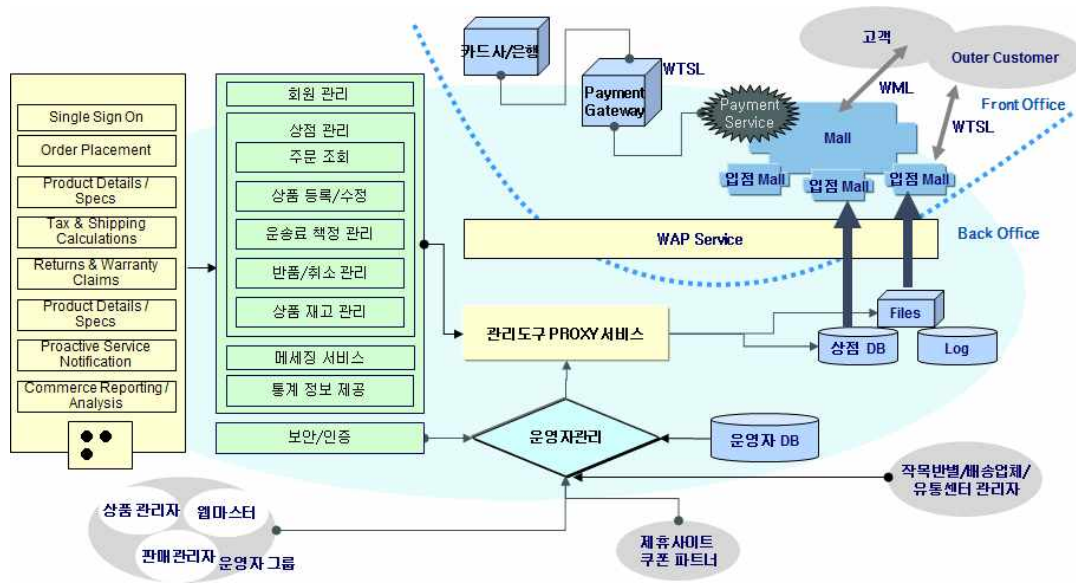 Single Sign On
Order Placement
Product Details /
Specs
Tax & Shipping
Calculations
Returns & Warranty
Claims
Product Details /
Specs
Proactive Service
Notification
Commerce Reporting /
Analysis
회원 관리
상점 관리
주문 조회
상품 등록/수정
운송료 책정 관리
반품/취소 관리
상품 재고 관리
메세징 서비스
통계 정보 제공
보안/인증
카드사/은행
WTSL
Payment
Gateway
Payment
Service
고객
Outer Customer
WML
Front Office
WTSL
Mall
입점 Mall
입점 Mall
입점 Mall
WAP Service
Back Office
관리도구 PROXY 서비스
Files
상점 DB
Log
운영자관리
운영자 DB
작목반별/배송업체/
유통센터 관리자
제휴사이트
쿠폰 파트너
상품 관리자
웹마스터
판매관리자
운영자 그룹